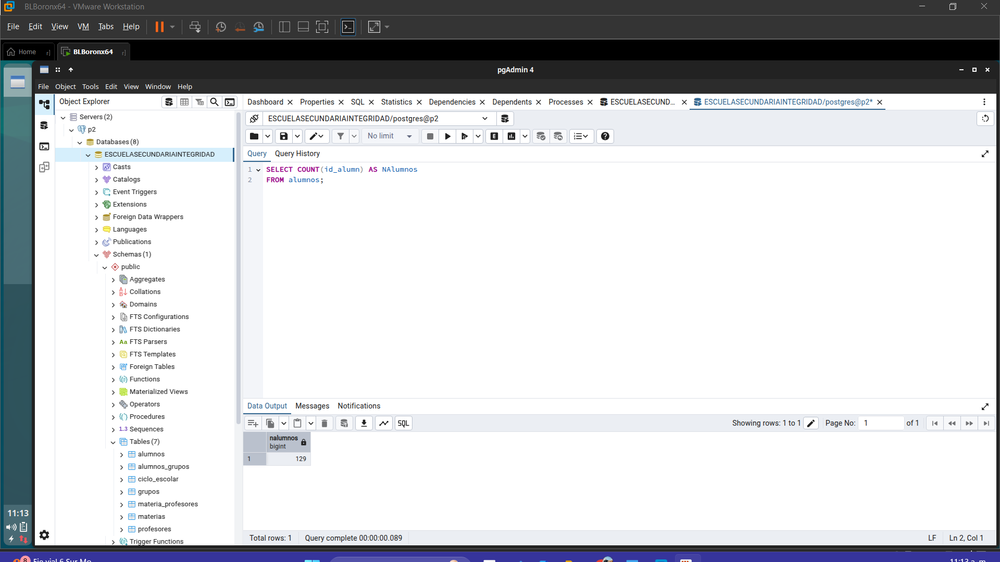 BLBoronx64 - VMware Workstation
File Edit View VM Tabs Help
Home
BLBoronx64
pgAdmin 4
File Object Tools Edit View Window Help
Object Explorer
Dashboard Properties SQL Statistics Dependencies Dependents Processes ESCUELASECUND... ESCUELASECUNDARIAINTEGRIDAD/postgres@p2*
Servers (2)
p2
Databases (8)
ESCUELASECUNDARIAINTEGRIDAD
Casts
Catalogs
Event Triggers
Extensions
Foreign Data Wrappers
Languages
Publications
Schemas (1)
public
Aggregates
Collations
Domains
FTS Configurations
FTS Dictionaries
Aa FTS Parsers
FTS Templates
Foreign Tables
Functions
Materialized Views
Operators
Procedures
1..3 Sequences
Tables (7)
alumnos
alumnos_grupos
ciclo_escolar
grupos
materia_profesores
materias
profesores
Trigger Functions
ESCUELASECUNDARIAINTEGRIDAD/postgres@p2
No limit
E
Query Query History
1 SELECT COUNT(id_alumn) AS NAlumnos
2 FROM alumnos;
Data Output Messages Notifications
SQL
Showing rows: 1 to 1
Page No: 1 of 1
nalumnos
bigint
1 129
Total rows: 1
Query complete 00:00:00.089
LF
Ln 2, Col 1
11:13
8
11:13 a. m.